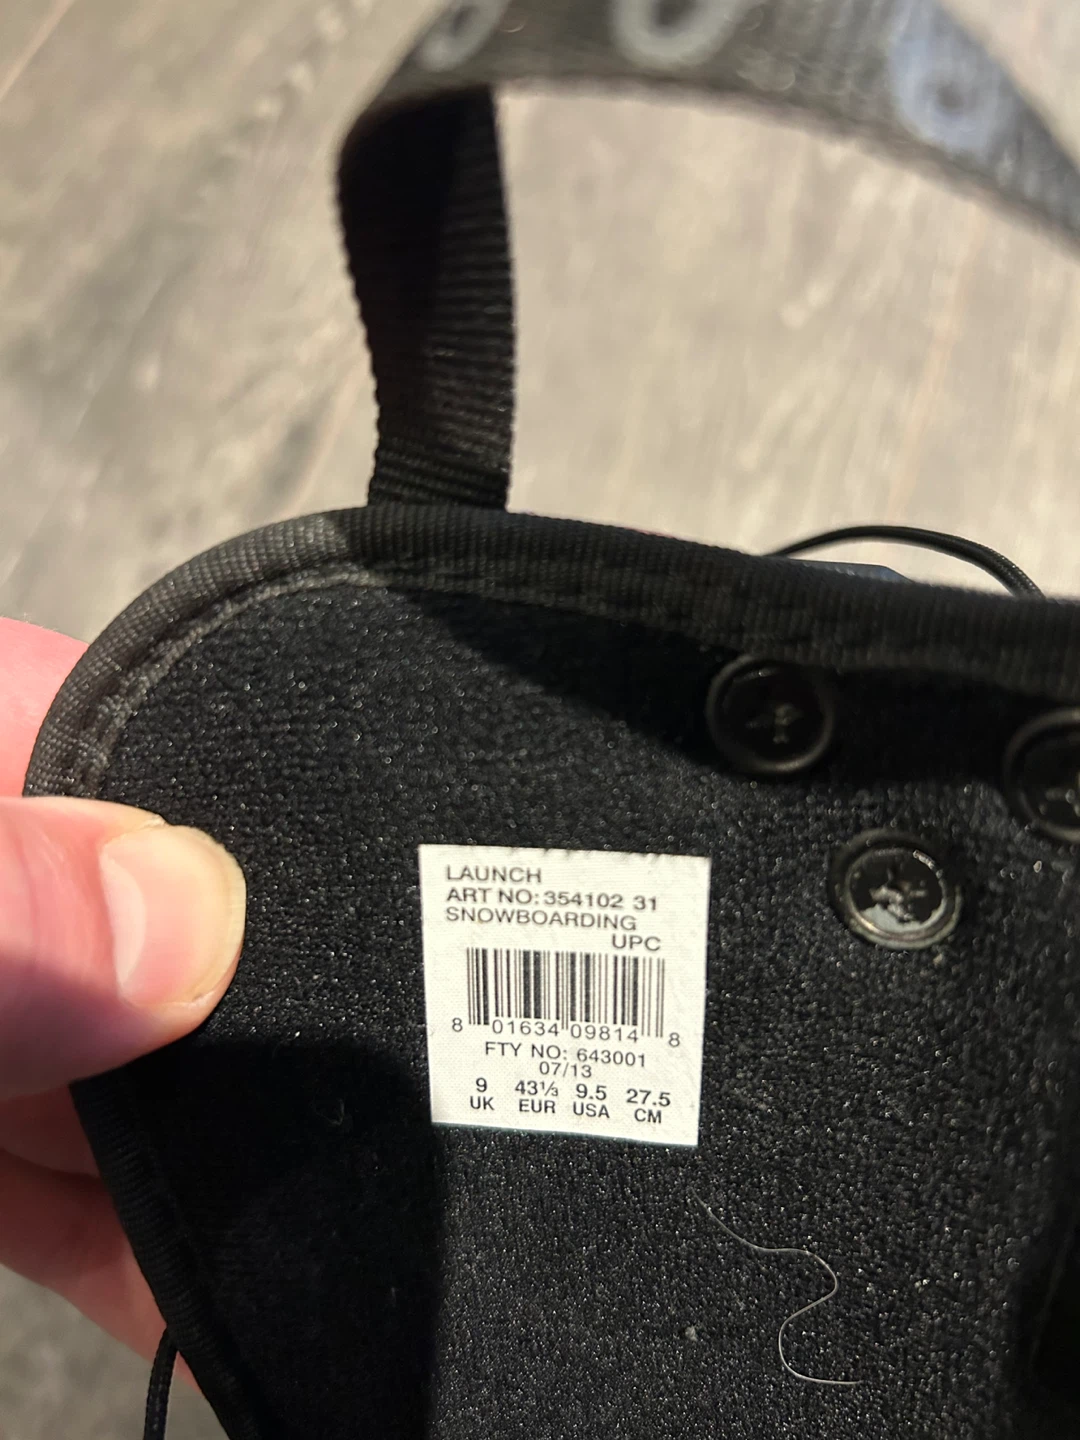 LAUNCH
ART NO: 354102 31
SNOWBOARDING
UPC
8 01634 09814 8
FTY NO: 643001
07/13
9 43⅓ 9.5 27.5
UK EUR USA CM